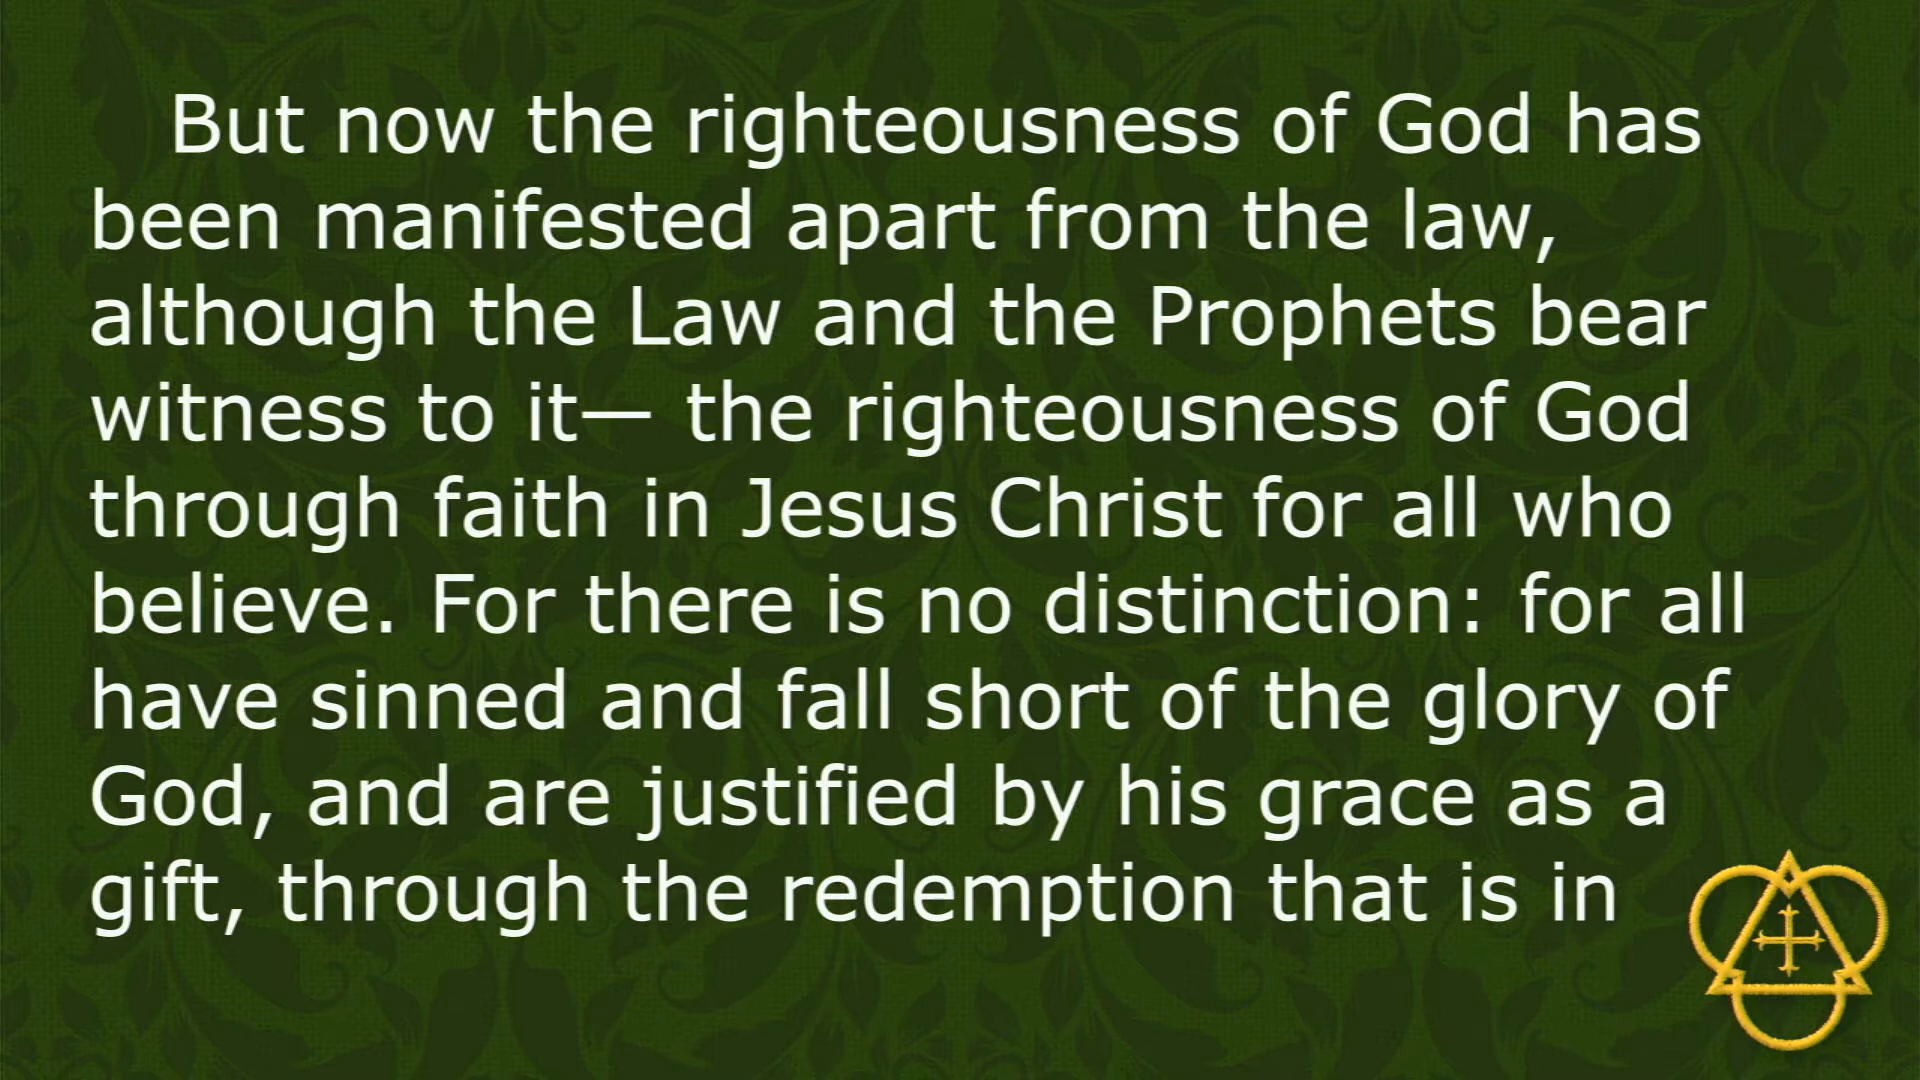 But now the righteousness of God has
been manifested apart from the law,
although the Law and the Prophets bear
witness to it— the righteousness of God
through faith in Jesus Christ for all who
believe. For there is no distinction: for all
have sinned and fall short of the glory of
God, and are justified by his grace as a
gift, through the redemption that is in